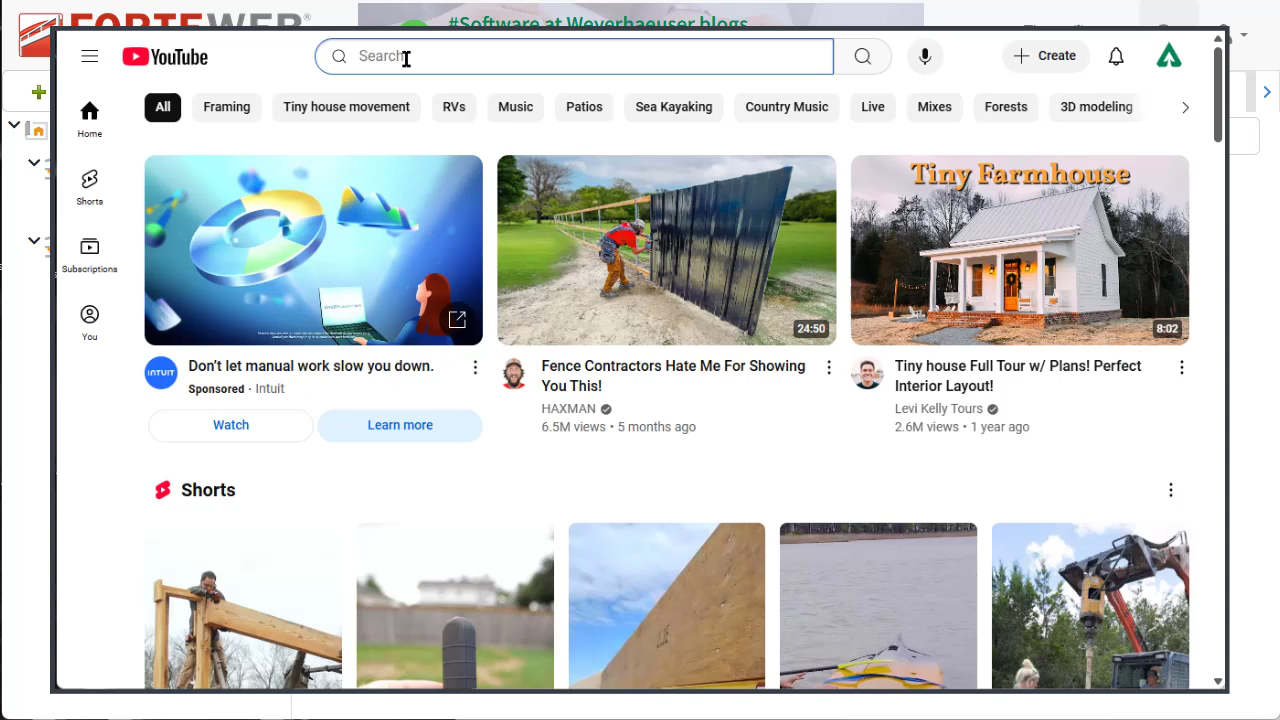 #Software at Weyerhaeuser blogs
YouTube
Search
Create
All
Framing
Tiny house movement
RVs
Music
Patios
Sea Kayaking
Country Music
Live
Mixes
Forests
3D modeling
Home
Shorts
Subscriptions
You
24:50
Tiny Farmhouse
8:02
INTUIT
Don’t let manual work slow you down.
Sponsored • Intuit
Watch
Learn more
Fence Contractors Hate Me For Showing
You This!
HAXMAN
6.5M views • 5 months ago
Tiny house Full Tour w/ Plans! Perfect
Interior Layout!
Levi Kelly Tours
2.6M views • 1 year ago
Shorts